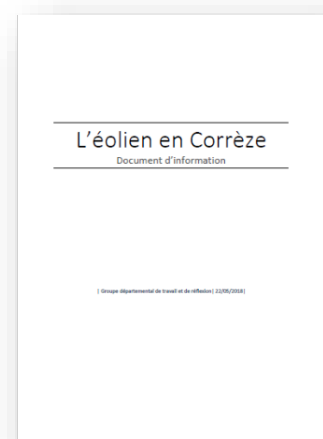 L'éolien en Corrèze
Document d'information
| Groupe départemental de travail et de réflexion | 22/05/2018 |